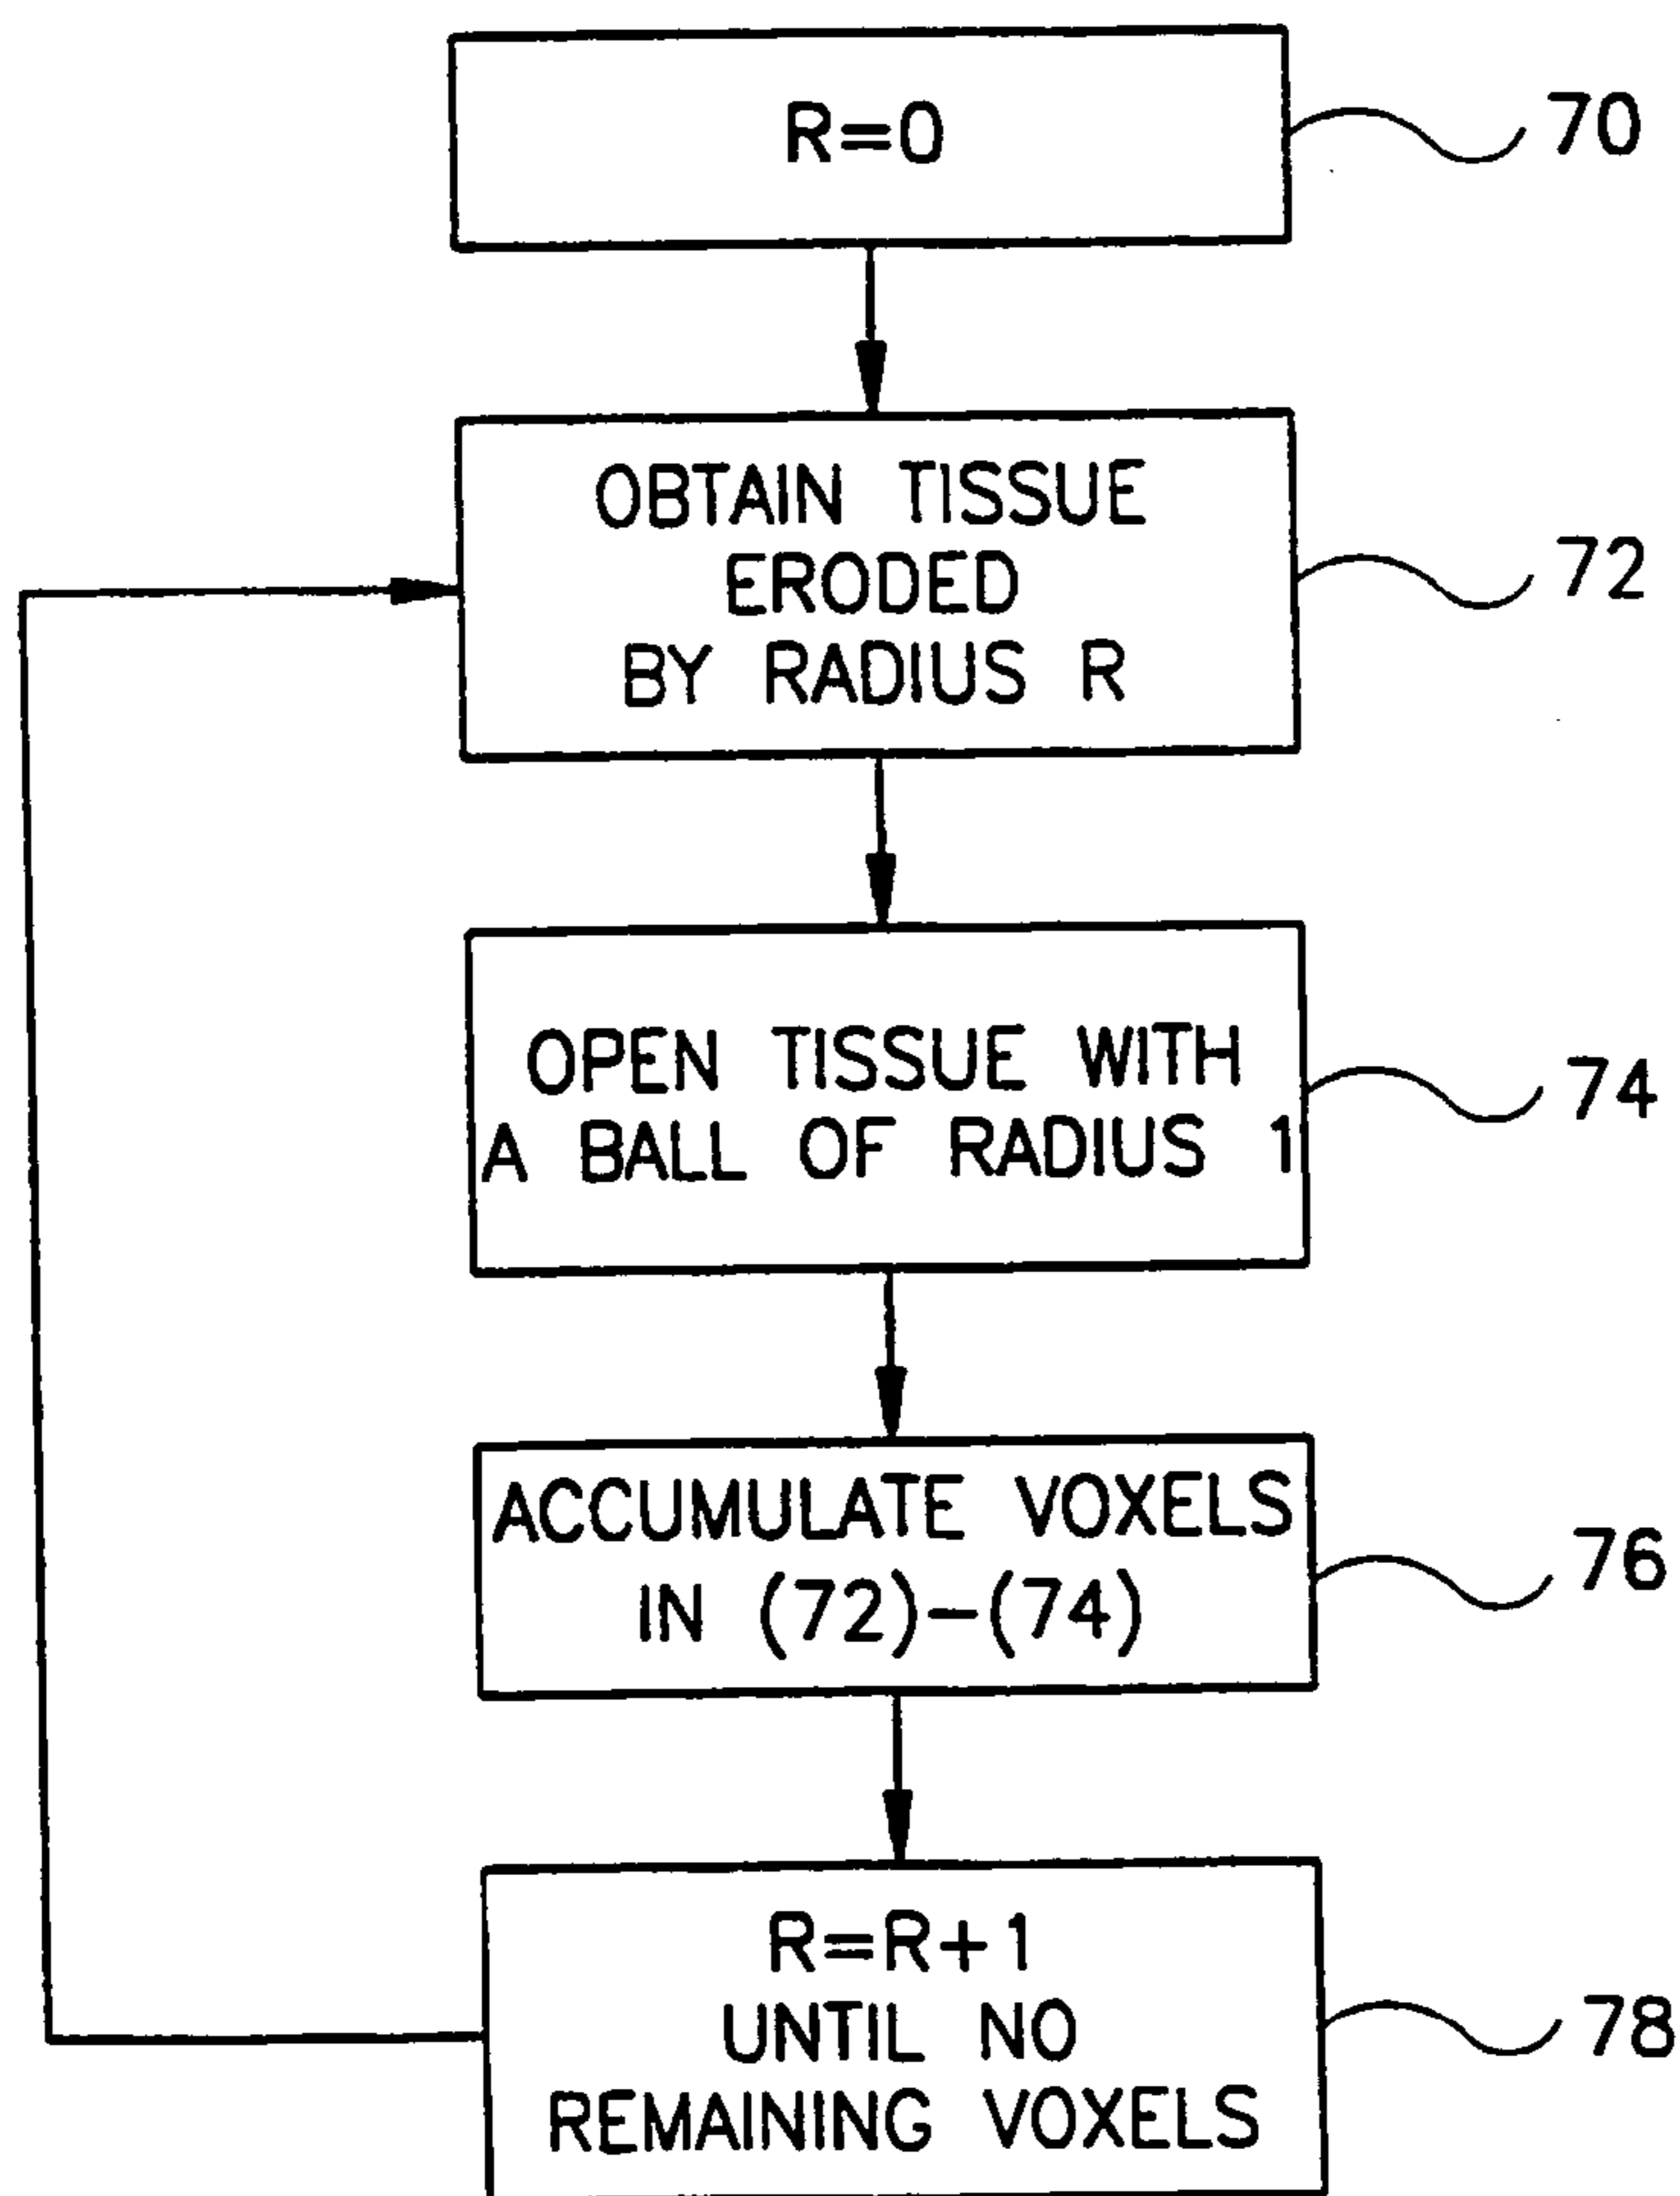 R=0
70
OBTAIN TISSUE
ERODED
BY RADIUS R
72
OPEN TISSUE WITH
A BALL OF RADIUS 1
74
ACCUMULATE VOXELS
IN (72)–(74)
76
R=R+1
UNTIL NO
REMAINING VOXELS
78